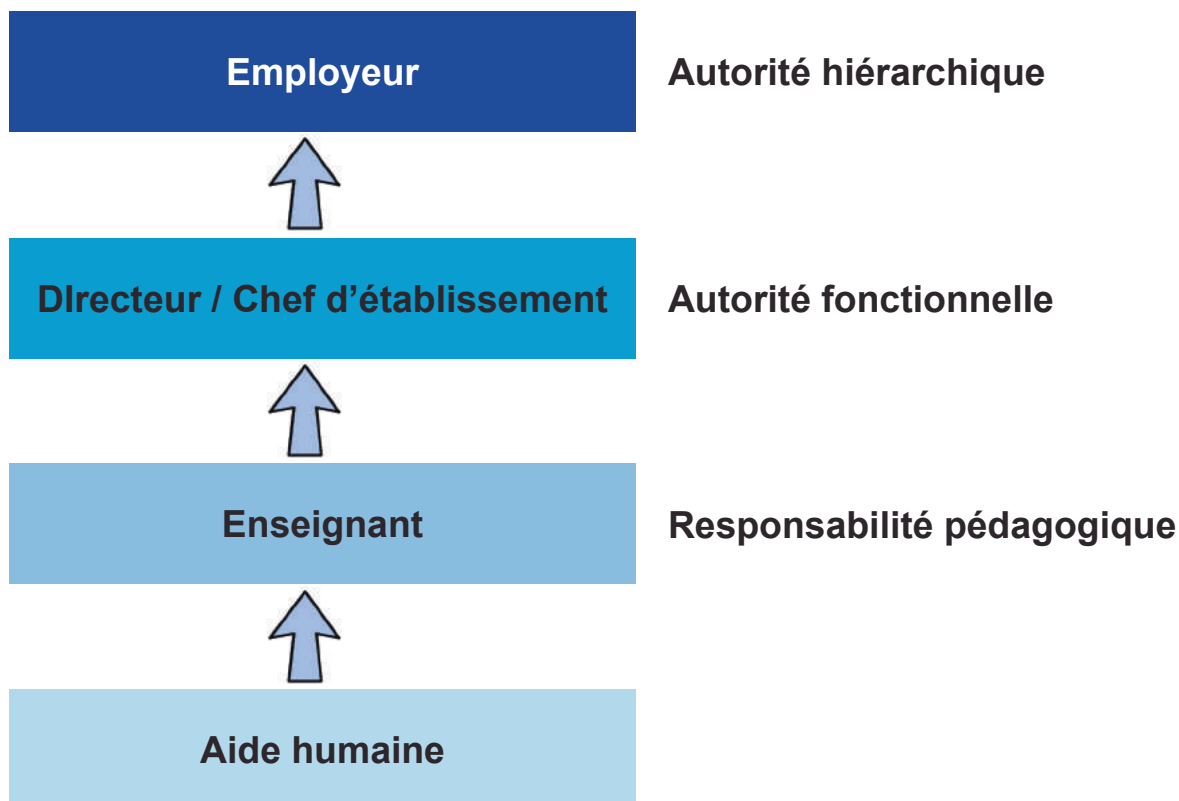 Employeur
Autorité hiérarchique
DIrecteur / Chef d’établissement
Autorité fonctionnelle
Enseignant
Responsabilité pédagogique
Aide humaine